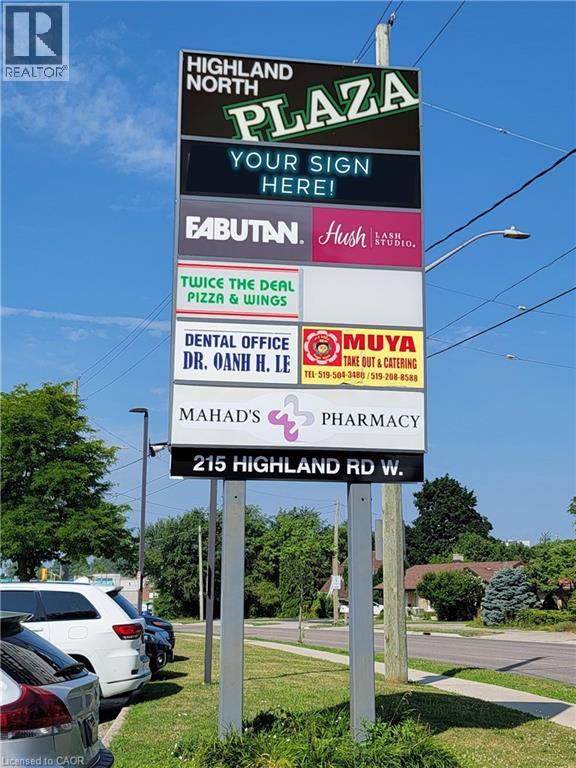 REALTOR®
HIGHLAND
NORTH
PLAZA
YOUR SIGN
HERE!
FABUTAN®
Hush LASH
STUDIO.
TWICE THE DEAL
PIZZA & WINGS
DENTAL OFFICE
DR. OANH H. LE
MUYA
TAKE OUT & CATERING
TEL: 519-504-3488 / 519-208-8588
MAHAD'S PHARMACY
215 HIGHLAND RD W.
Licensed to CAOR